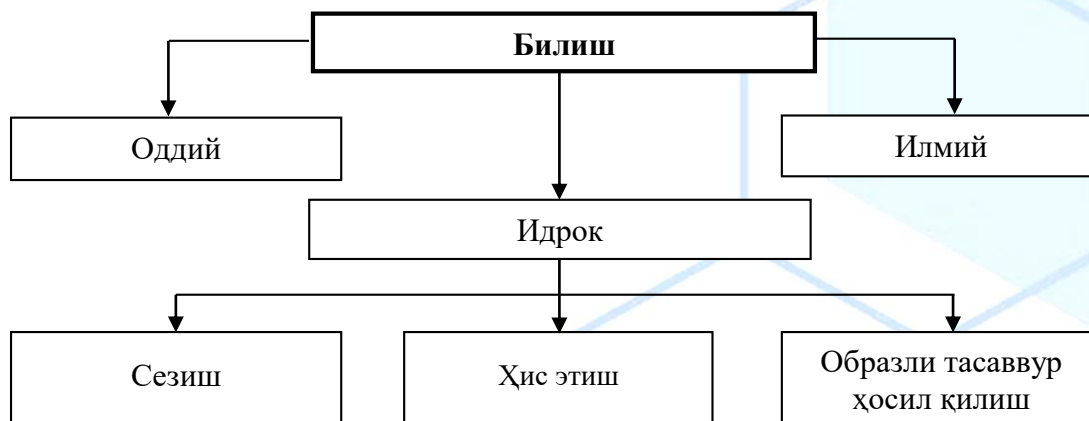 Билиш
Оддий
Илмий
Идрок
Сезиш
Ҳис этиш
Образли тасаввур
ҳосил қилиш